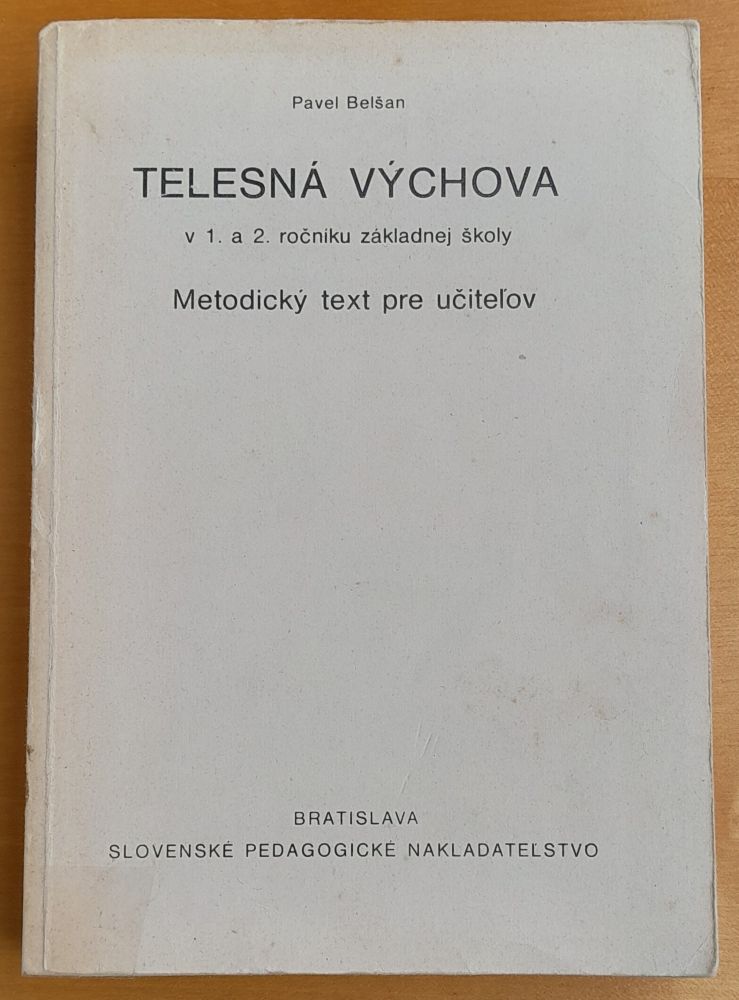 Pavel Belšan
TELESNÁ VÝCHOVA
v 1. a 2. ročníku základnej školy
Metodický text pre učiteľov
BRATISLAVA
SLOVENSKÉ PEDAGOGICKÉ NAKLADATEĽSTVO